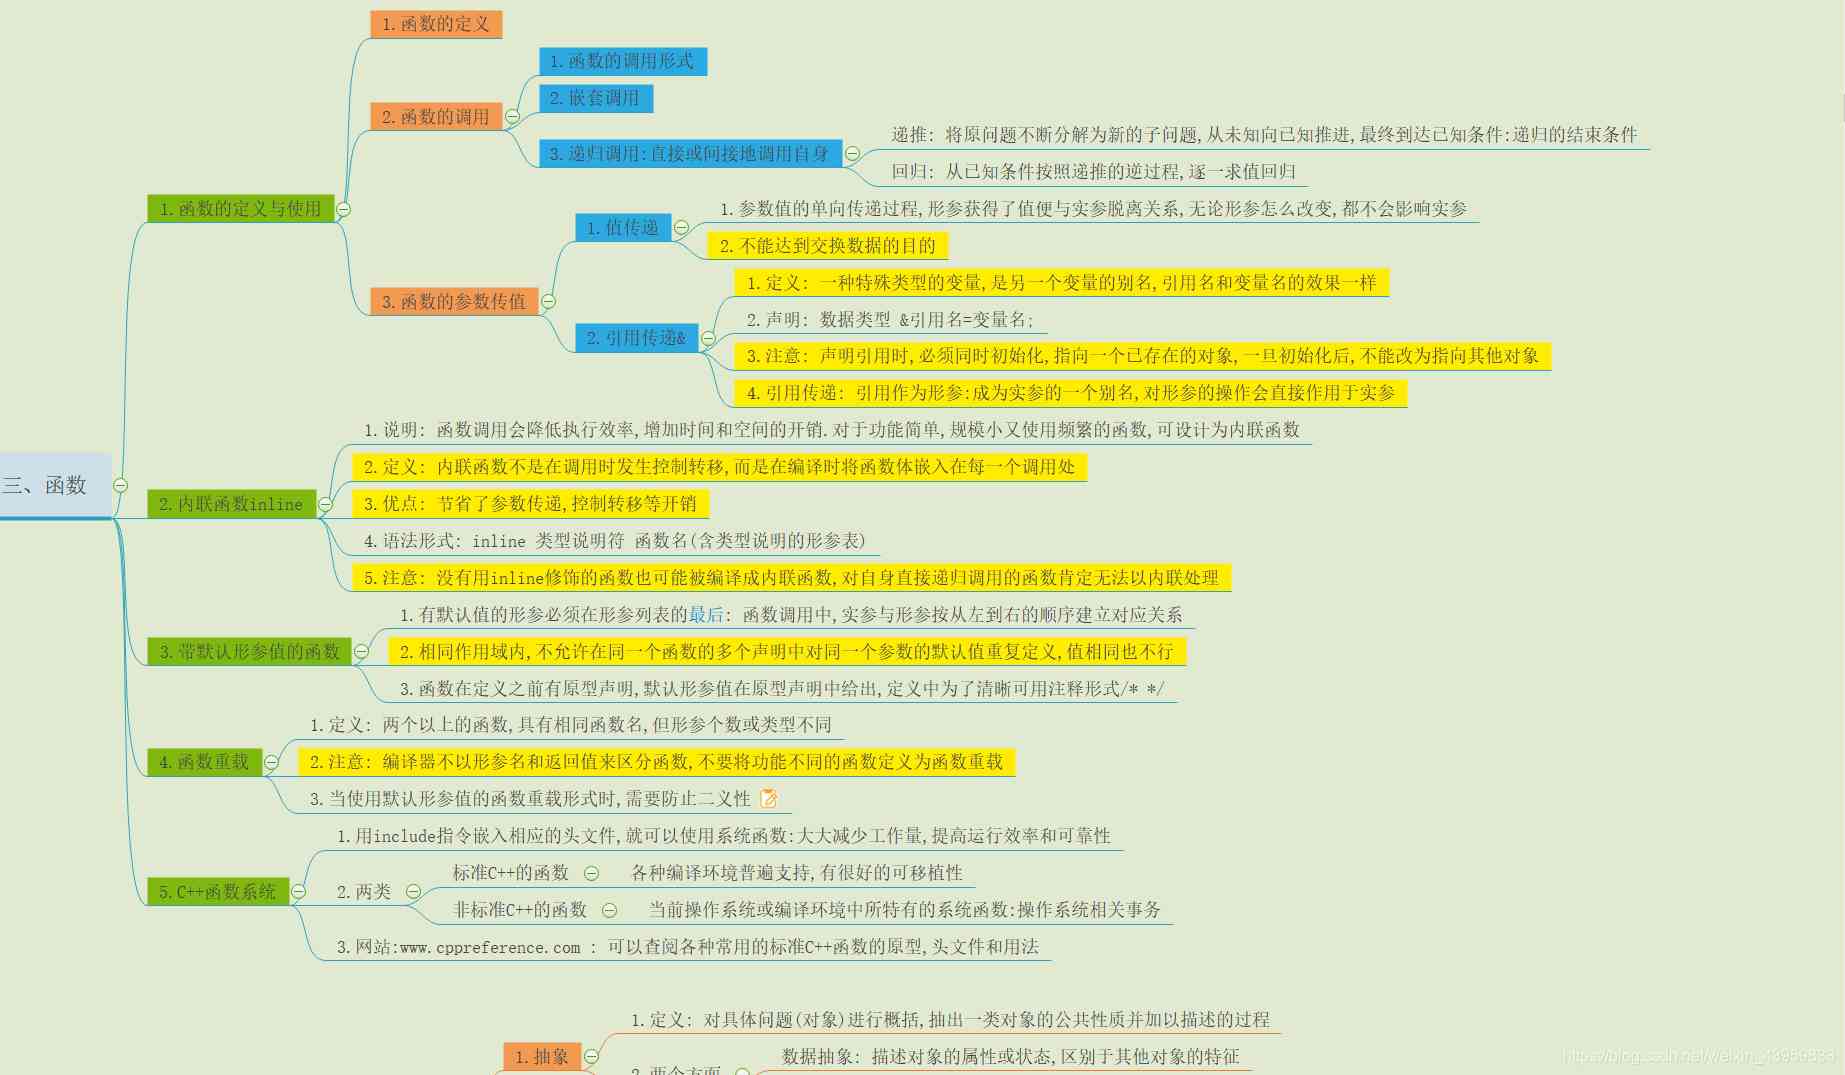 三、函数
1.函数的定义与使用
1.函数的定义
2.函数的调用
1.函数的调用形式
2.嵌套调用
3.递归调用:直接或间接地调用自身
递推: 将原问题不断分解为新的子问题,从未知向已知推进,最终到达已知条件:递归的结束条件
回归: 从已知条件按照递推的逆过程,逐一求值回归
3.函数的参数传值
1.值传递
1.参数值的单向传递过程,形参获得了值便与实参脱离关系,无论形参怎么改变,都不会影响实参
2.不能达到交换数据的目的
2.引用传递&
1.定义: 一种特殊类型的变量,是另一个变量的别名,引用名和变量名的效果一样
2.声明: 数据类型 &引用名=变量名;
3.注意: 声明引用时,必须同时初始化,指向一个已存在的对象,一旦初始化后,不能改为指向其他对象
4.引用传递: 引用作为形参:成为实参的一个别名,对形参的操作会直接作用于实参
2.内联函数inline
1.说明: 函数调用会降低执行效率,增加时间和空间的开销.对于功能简单,规模小又使用频繁的函数,可设计为内联函数
2.定义: 内联函数不是在调用时发生控制转移,而是在编译时将函数体嵌入在每一个调用处
3.优点: 节省了参数传递,控制转移等开销
4.语法形式: inline 类型说明符 函数名(含类型说明的形参表)
5.注意: 没有用inline修饰的函数也可能被编译成内联函数,对自身直接递归调用的函数肯定无法以内联处理
3.带默认形参值的函数
1.有默认值的形参必须在形参列表的最后: 函数调用中,实参与形参按从左到右的顺序建立对应关系
2.相同作用域内,不允许在同一个函数的多个声明中对同一个参数的默认值重复定义,值相同也不行
3.函数在定义之前有原型声明,默认形参值在原型声明中给出,定义中为了清晰可用注释形式/* */
4.函数重载
1.定义: 两个以上的函数,具有相同函数名,但形参个数或类型不同
2.注意: 编译器不以形参名和返回值来区分函数,不要将功能不同的函数定义为函数重载
3.当使用默认形参值的函数重载形式时,需要防止二义性
5.C++函数系统
1.用include指令嵌入相应的头文件,就可以使用系统函数:大大减少工作量,提高运行效率和可靠性
2.两类
标准C++的函数
各种编译环境普遍支持,有很好的可移植性
非标准C++的函数
当前操作系统或编译环境中所特有的系统函数:操作系统相关事务
3.网站:www.cppreference.com : 可以查阅各种常用的标准C++函数的原型,头文件和用法
1.抽象
1.定义: 对具体问题(对象)进行概括,抽出一类对象的公共性质并加以描述的过程
2.两个方面
数据抽象: 描述对象的属性或状态,区别于其他对象的特征